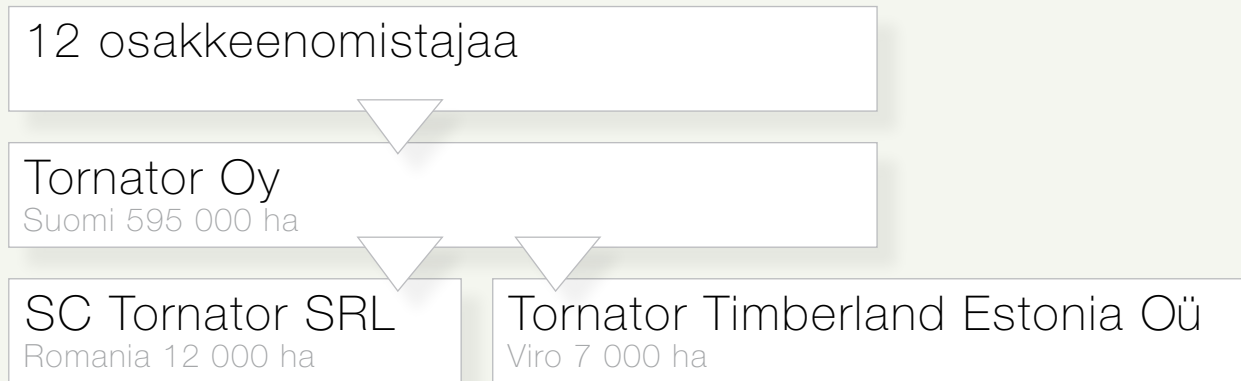 12 osakkeenomistajaa
Tornator Oy
Suomi 595 000 ha
SC Tornator SRL
Romania 12 000 ha
Tornator Timberland Estonia Oü
Viro 7 000 ha